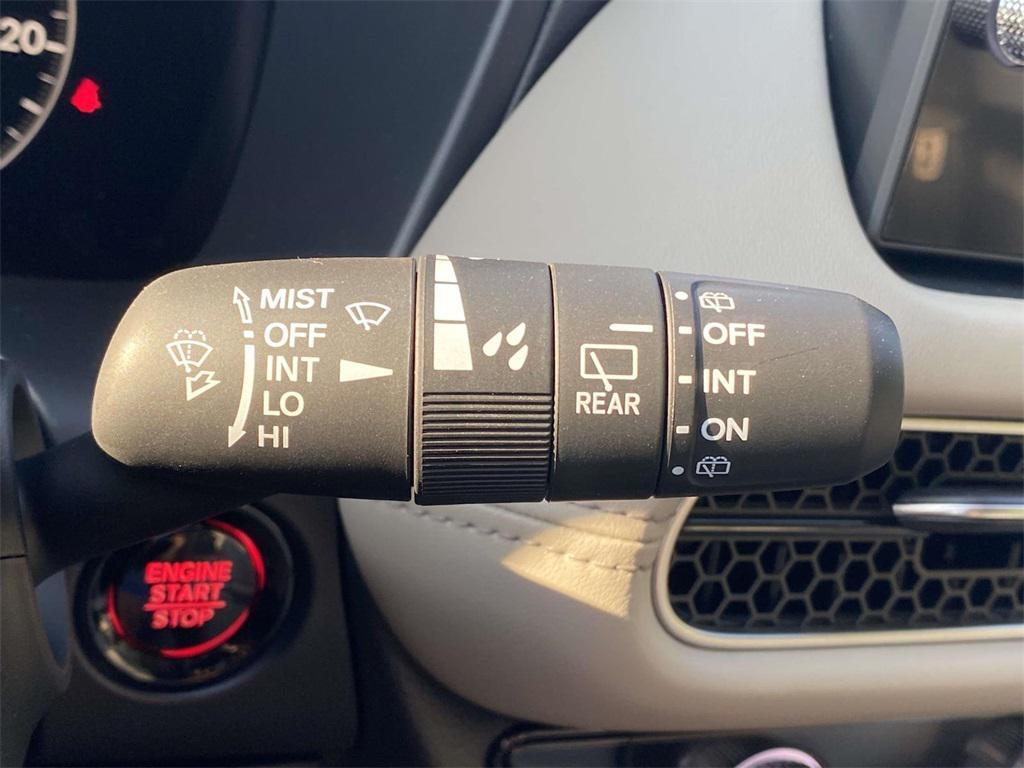 20
MIST
OFF
INT
LO
HI
REAR
OFF
INT
ON
ENGINE
START
STOP